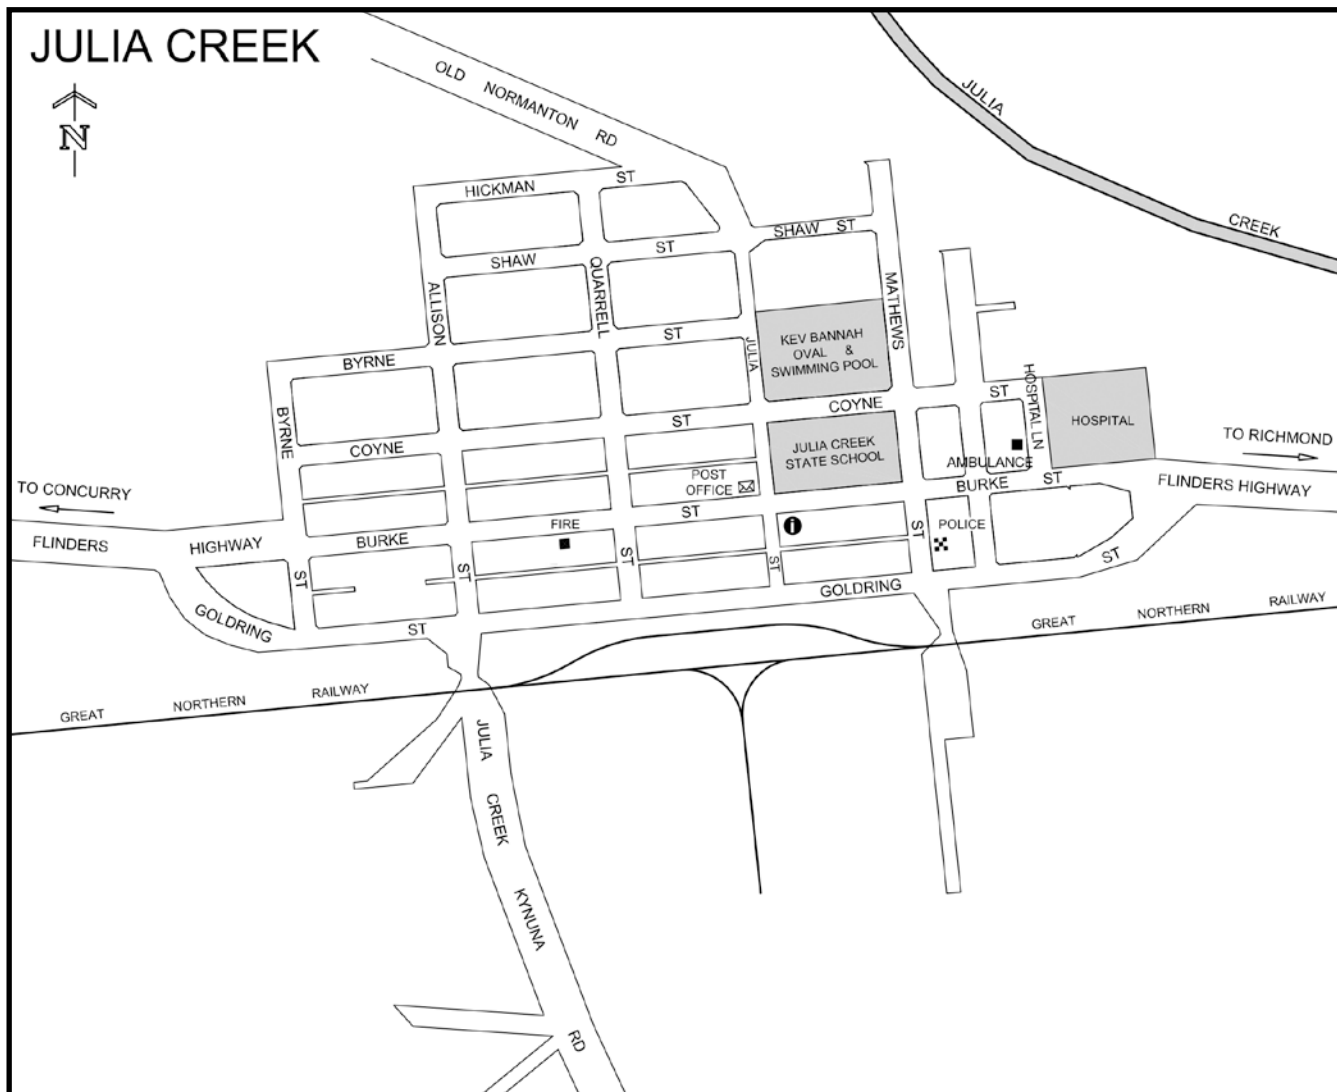 JULIA CREEK
N
OLD NORMANTON RD
JULIA
CREEK
HICKMAN ST
SHAW ST
SHAW ST
ALLISON
ST
QUARRELL
ST
MATHEWS
ST
JULIA
ST
KEV BANNAH
OVAL &
SWIMMING POOL
BYRNE ST
BYRNE
ST
COYNE ST
COYNE ST
HOSPITAL LN
HOSPITAL
JULIA CREEK
STATE SCHOOL
AMBULANCE
POST
OFFICE
TO RICHMOND
FLINDERS HIGHWAY
TO CONCURRY
FLINDERS HIGHWAY
BURKE ST
BURKE ST
FIRE
i
POLICE
GOLDRING ST
GOLDRING ST
GREAT NORTHERN RAILWAY
GREAT NORTHERN RAILWAY
JULIA CREEK KYNUNA RD